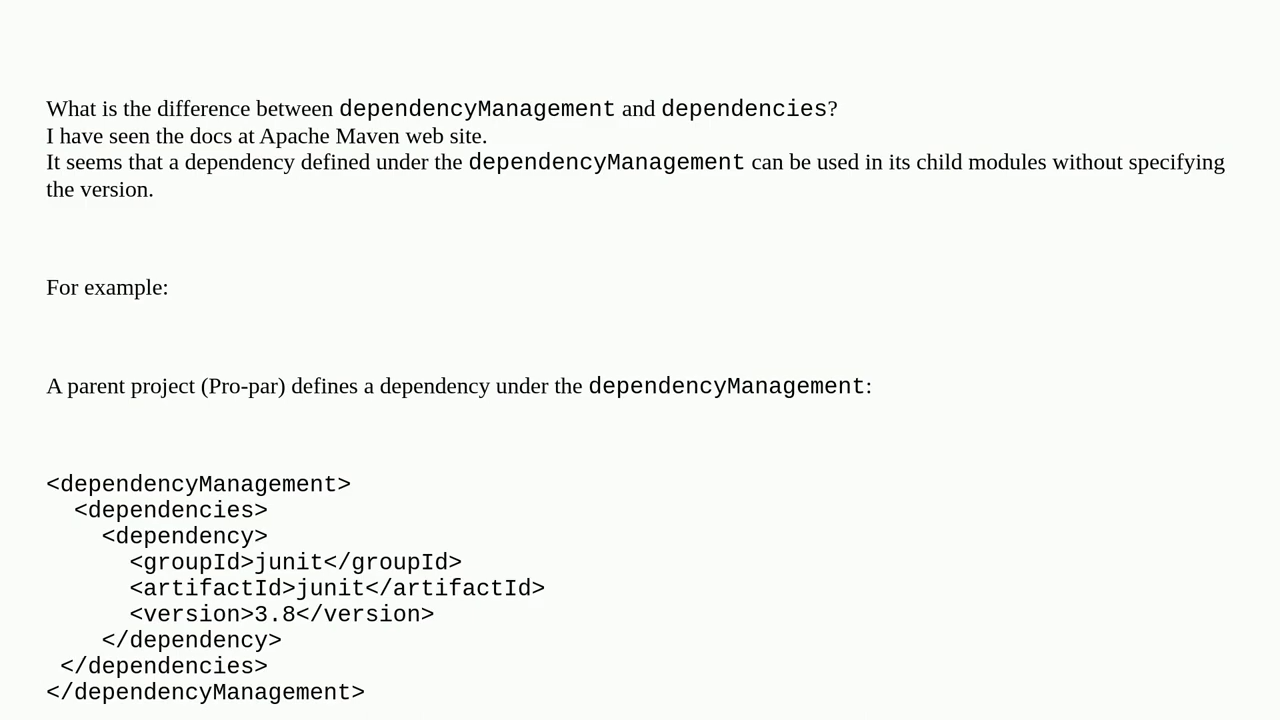 What is the difference between dependencyManagement and dependencies?
I have seen the docs at Apache Maven web site.
It seems that a dependency defined under the dependencyManagement can be used in its child modules without specifying
the version.
For example:
A parent project (Pro-par) defines a dependency under the dependencyManagement:
<dependencyManagement>
  <dependencies>
    <dependency>
      <groupId>junit</groupId>
      <artifactId>junit</artifactId>
      <version>3.8</version>
    </dependency>
 </dependencies>
</dependencyManagement>